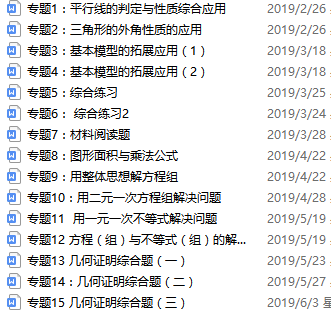 专题1：平行线的判定与性质综合应用 2019/2/26
专题2：三角形的外角性质的应用 2019/2/26
专题3：基本模型的拓展应用（1） 2019/3/18
专题4：基本模型的拓展应用（2） 2019/3/18
专题5：综合练习 2019/3/25
专题6： 综合练习2 2019/3/24
专题7：材料阅读题 2019/3/28
专题8：图形面积与乘法公式 2019/4/22
专题9：用整体思想解方程组 2019/4/22
专题10：用二元一次方程组解决问题 2019/4/28
专题11 用一元一次不等式解决问题 2019/5/19
专题12 方程（组）与不等式（组）的解... 2019/5/19
专题13 几何证明综合题（一） 2019/5/23
专题14：几何证明综合题（二） 2019/5/27
专题15 几何证明综合题（三） 2019/6/3 星